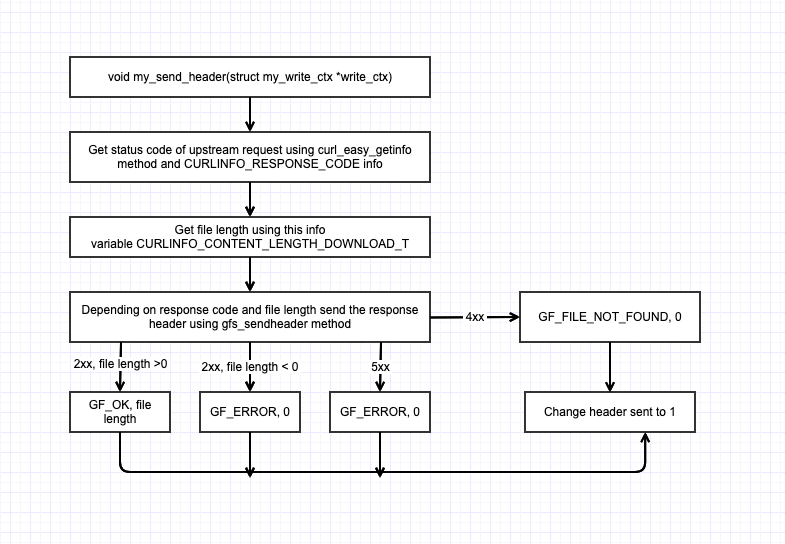 void my_send_header(struct my_write_ctx *write_ctx)
Get status code of upstream request using curl_easy_getinfo
method and CURLINFO_RESPONSE_CODE info
Get file length using this info
variable CURLINFO_CONTENT_LENGTH_DOWNLOAD_T
Depending on response code and file length send the response
header using gfs_sendheader method
4xx
GF_FILE_NOT_FOUND, 0
2xx, file length >0
2xx, file length < 0
5xx
GF_OK, file
length
GF_ERROR, 0
GF_ERROR, 0
Change header sent to 1